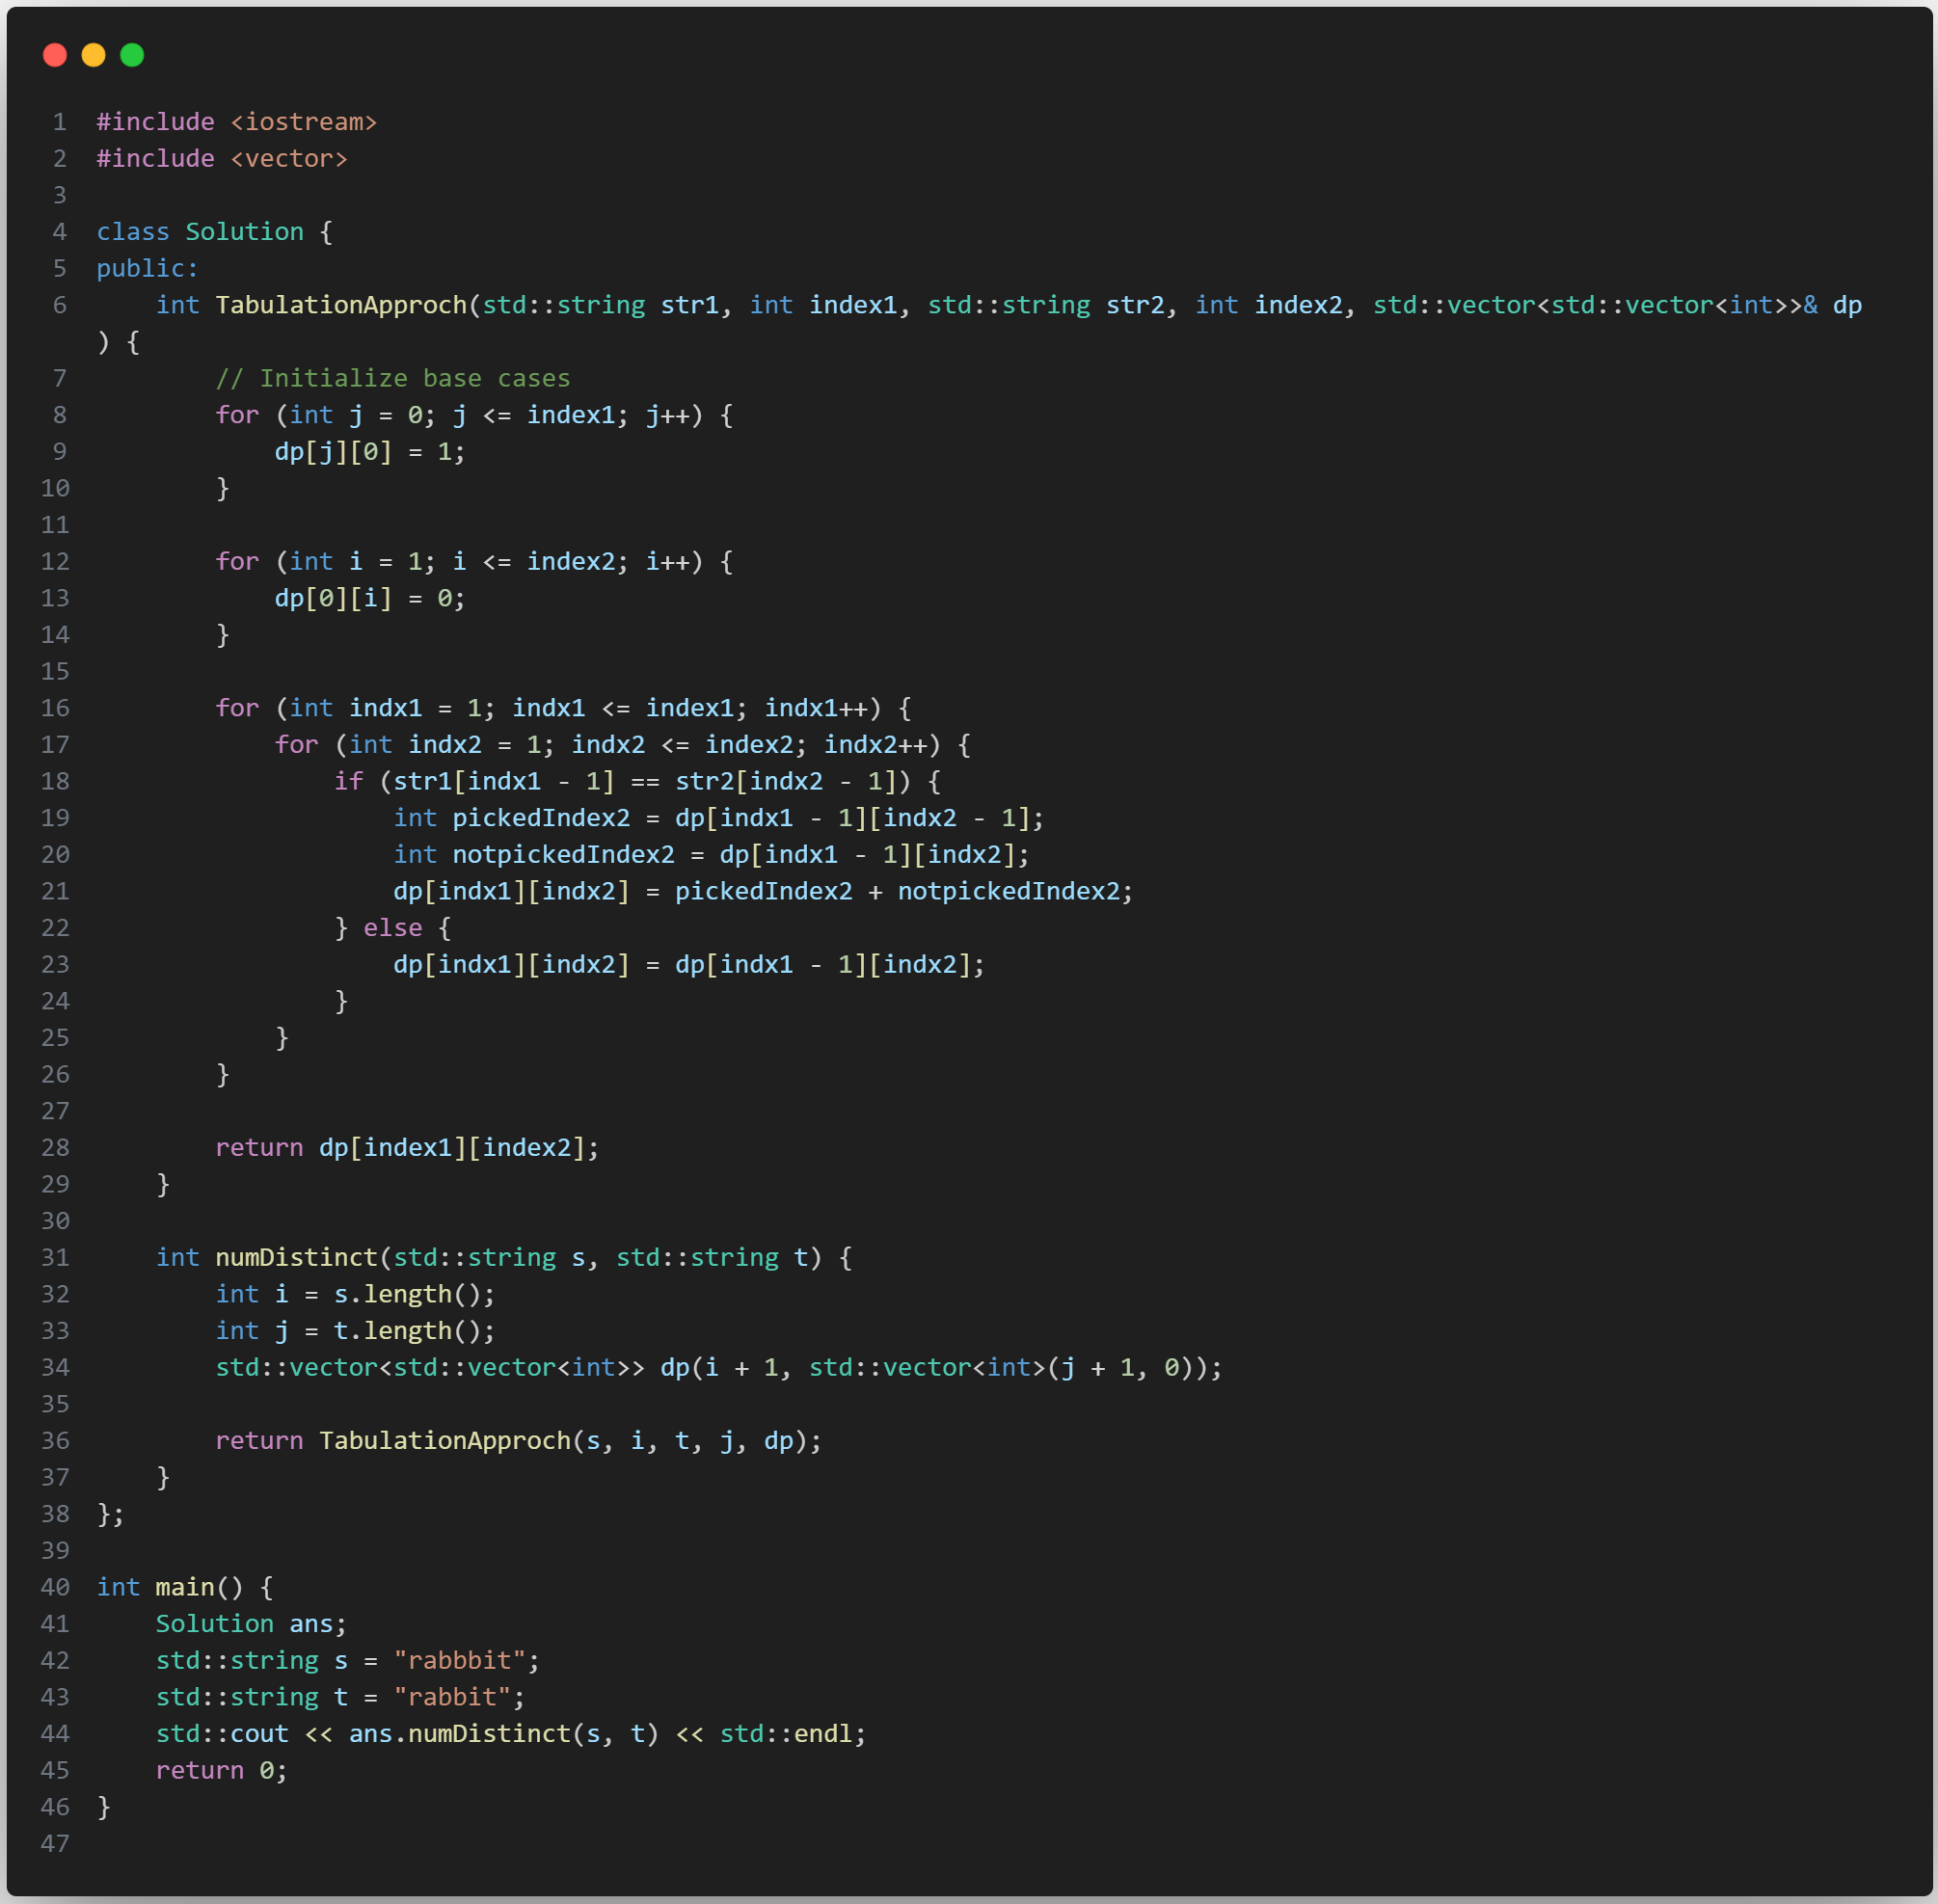 1 #include <iostream>
2 #include <vector>
3
4 class Solution {
5 public:
6     int TabulationApproch(std::string str1, int index1, std::string str2, int index2, std::vector<std::vector<int>>& dp
) {
7         // Initialize base cases
8         for (int j = 0; j <= index1; j++) {
9             dp[j][0] = 1;
10         }
11
12         for (int i = 1; i <= index2; i++) {
13             dp[0][i] = 0;
14         }
15
16         for (int indx1 = 1; indx1 <= index1; indx1++) {
17             for (int indx2 = 1; indx2 <= index2; indx2++) {
18                 if (str1[indx1 - 1] == str2[indx2 - 1]) {
19                     int pickedIndex2 = dp[indx1 - 1][indx2 - 1];
20                     int notpickedIndex2 = dp[indx1 - 1][indx2];
21                     dp[indx1][indx2] = pickedIndex2 + notpickedIndex2;
22                 } else {
23                     dp[indx1][indx2] = dp[indx1 - 1][indx2];
24                 }
25             }
26         }
27
28         return dp[index1][index2];
29     }
30
31     int numDistinct(std::string s, std::string t) {
32         int i = s.length();
33         int j = t.length();
34         std::vector<std::vector<int>> dp(i + 1, std::vector<int>(j + 1, 0));
35
36         return TabulationApproch(s, i, t, j, dp);
37     }
38 };
39
40 int main() {
41     Solution ans;
42     std::string s = "rabbbit";
43     std::string t = "rabbit";
44     std::cout << ans.numDistinct(s, t) << std::endl;
45     return 0;
46 }
47